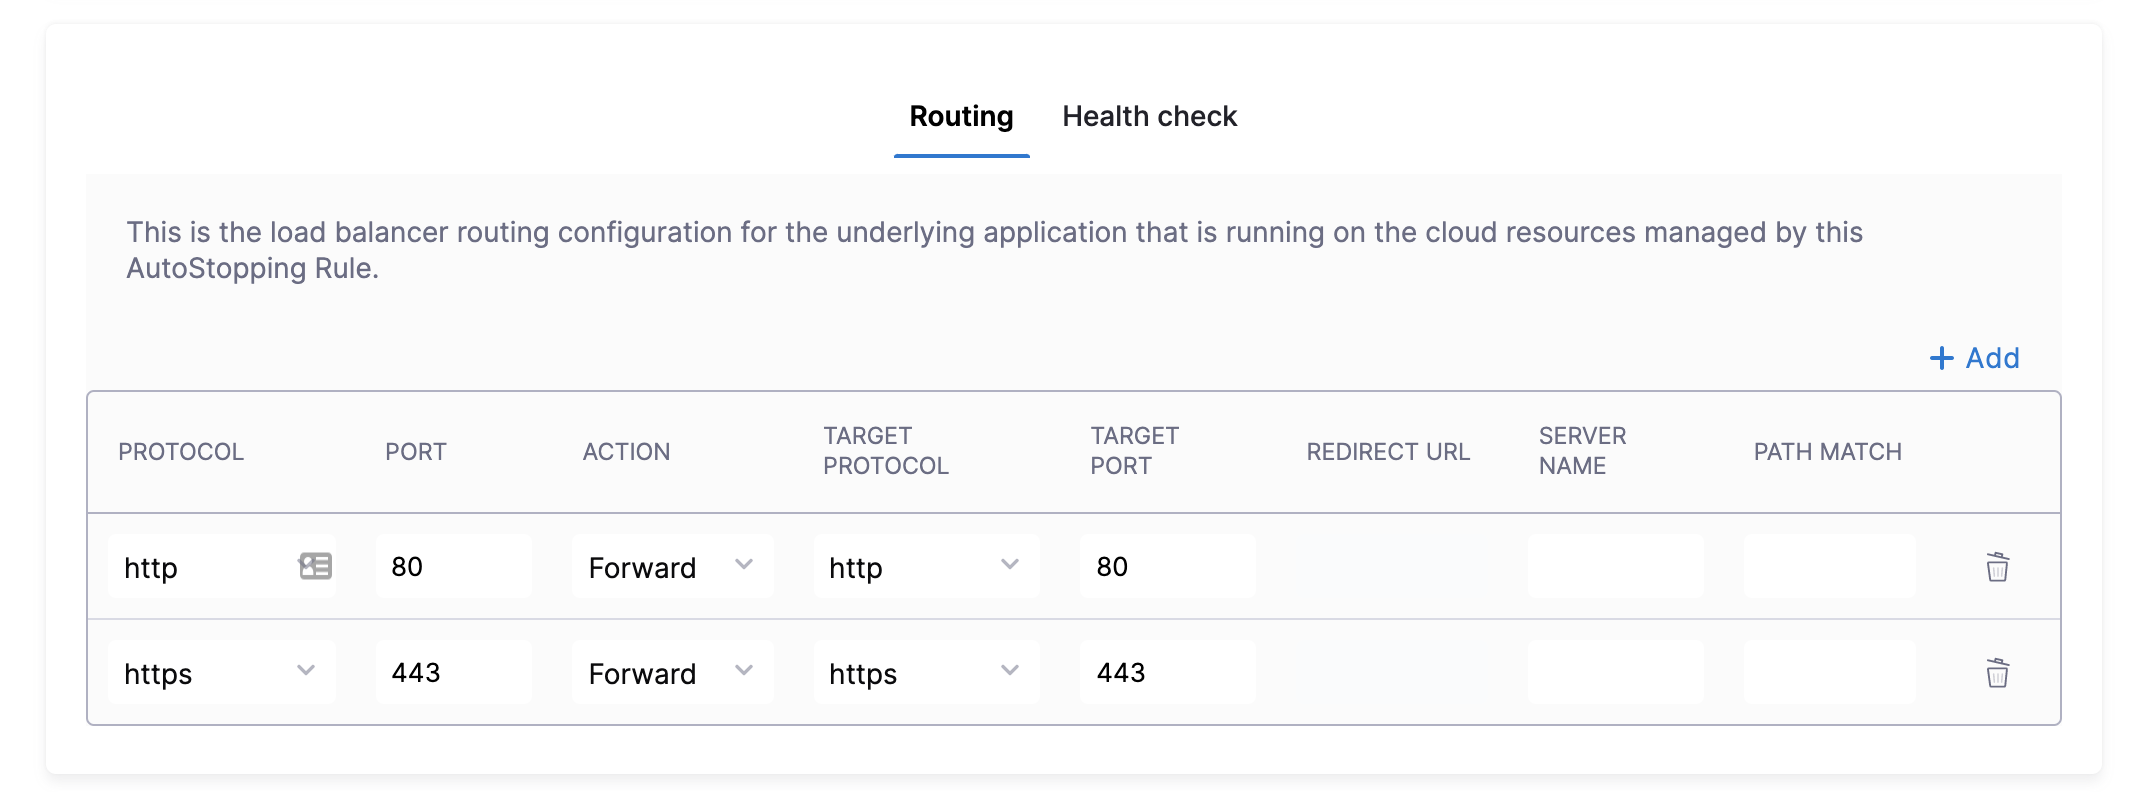 Routing Health check
This is the load balancer routing configuration for the underlying application that is running on the cloud resources managed by this
AutoStopping Rule.
+ Add
PROTOCOL PORT ACTION TARGET PROTOCOL TARGET PORT REDIRECT URL SERVER NAME PATH MATCH
http 80 Forward http 80
https 443 Forward https 443